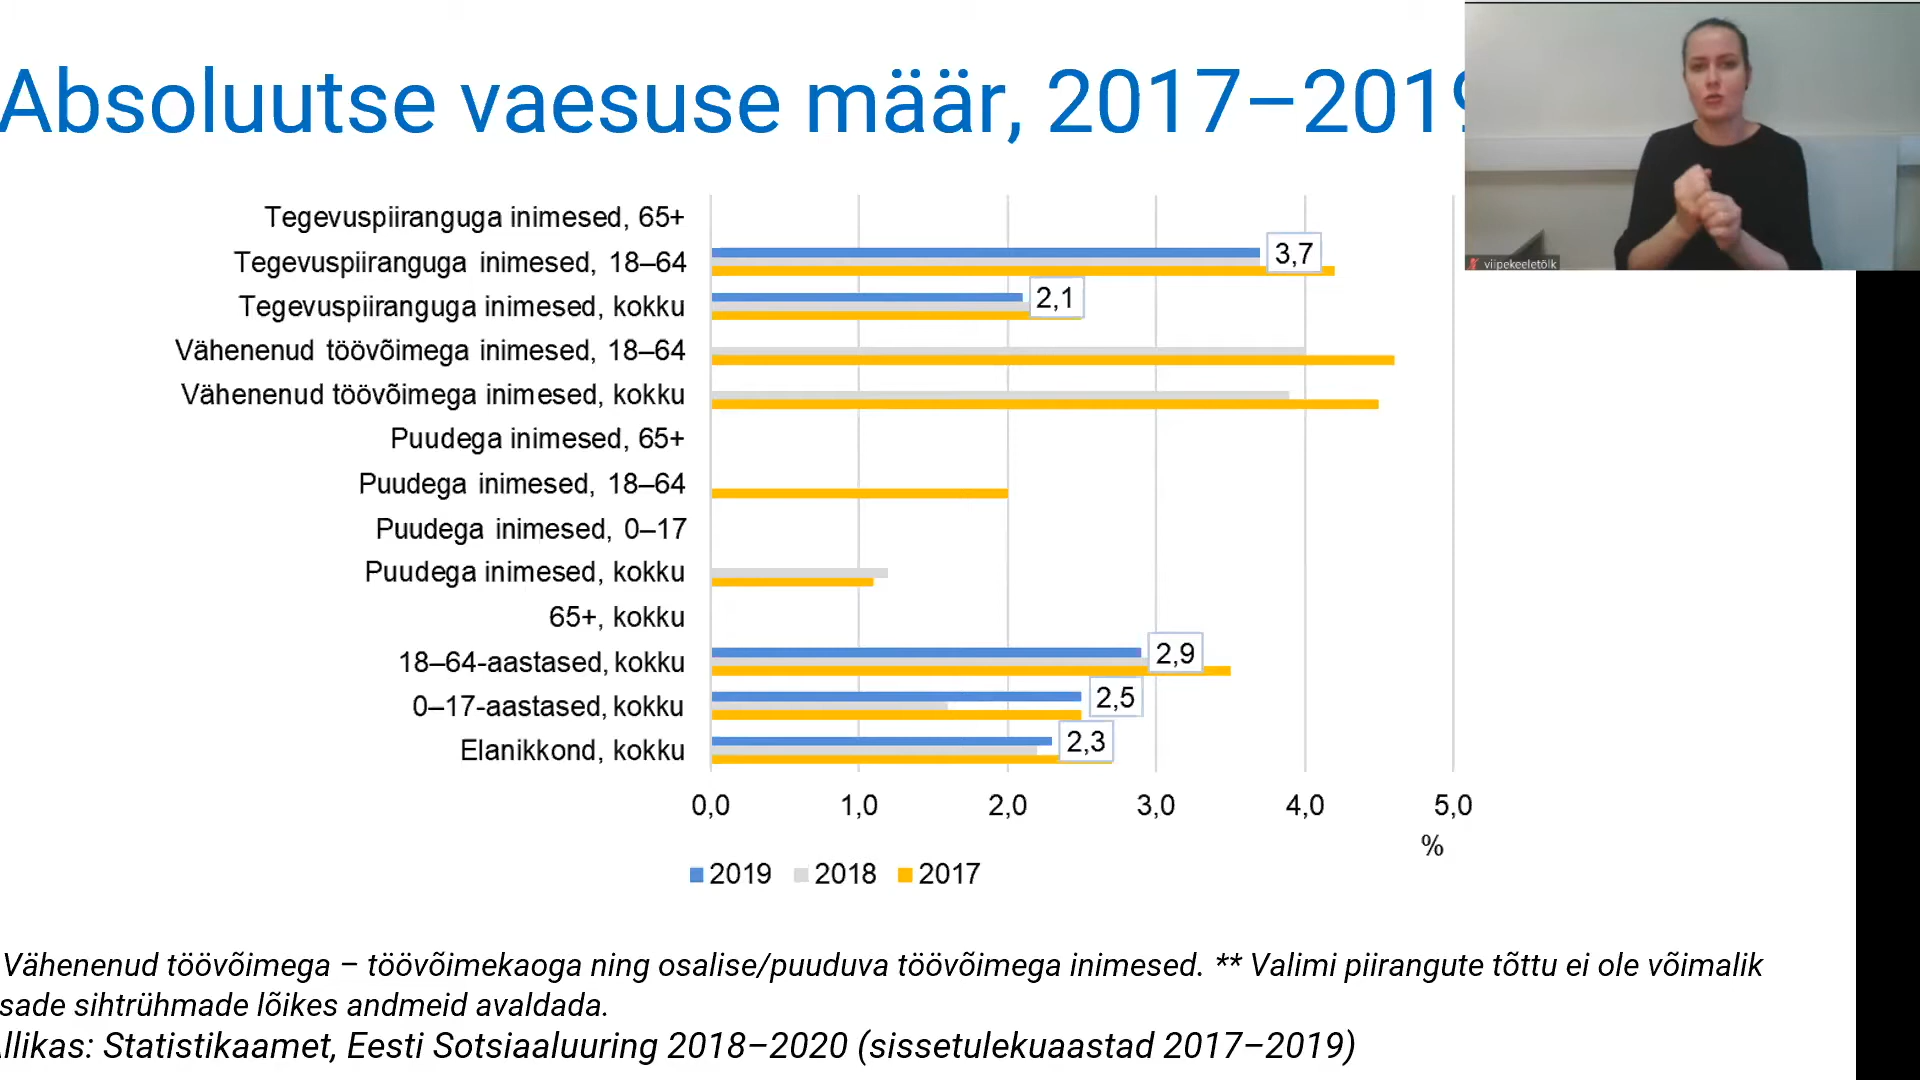 Absoluutse vaesuse määr, 2017–2019
viipekeeletõlk
Tegevuspiiranguga inimesed, 65+
Tegevuspiiranguga inimesed, 18–64
3,7
Tegevuspiiranguga inimesed, kokku
2,1
Vähenenud töövõimega inimesed, 18–64
Vähenenud töövõimega inimesed, kokku
Puudega inimesed, 65+
Puudega inimesed, 18–64
Puudega inimesed, 0–17
Puudega inimesed, kokku
65+, kokku
18–64-aastased, kokku
2,9
0–17-aastased, kokku
2,5
Elanikkond, kokku
2,3
0,0 1,0 2,0 3,0 4,0 5,0
%
2019 2018 2017
Vähenenud töövõimega – töövõimekaoga ning osalise/puuduva töövõimega inimesed. ** Valimi piirangute tõttu ei ole võimalik
sade sihtrühmade lõikes andmeid avaldada.
llikas: Statistikaamet, Eesti Sotsiaaluuring 2018–2020 (sissetulekuaastad 2017–2019)